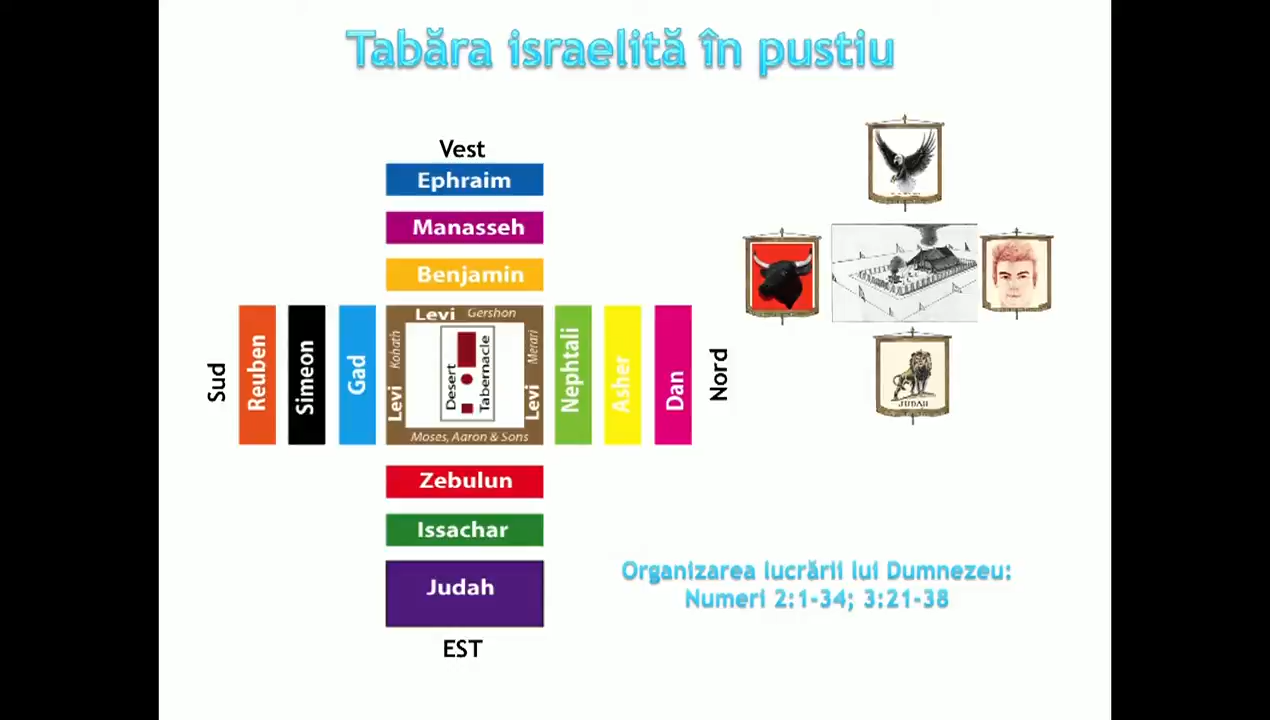 Tabăra israelită în pustiu
Vest
Ephraim
Manasseh
Benjamin
Sud
Reuben
Simeon
Gad
Levi Gershon
Levi Kohath
Desert
Tabernacle
Levi Merari
Moses, Aaron & Sons
Nephtali
Asher
Dan
Nord
Zebulun
Issachar
Judah
EST
JUDAH
Organizarea lucrării lui Dumnezeu:
Numeri 2:1-34; 3:21-38